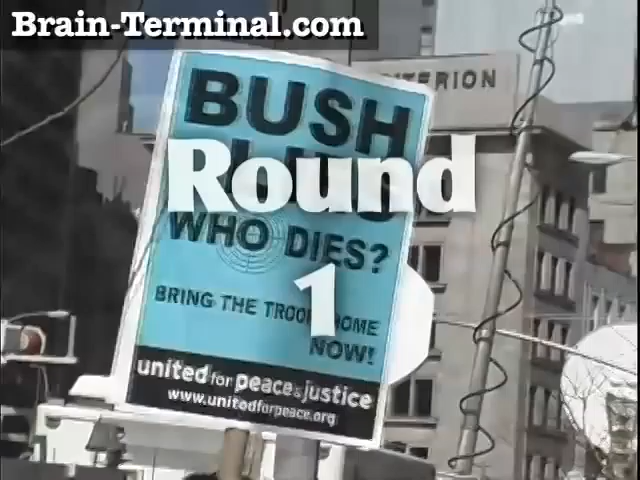 Brain-Terminal.com
TERION
BUSH
Round
WHO DIES?
1
BRING THE TROOPS HOME
NOW!
united for peace & justice
www.unitedforpeace.org